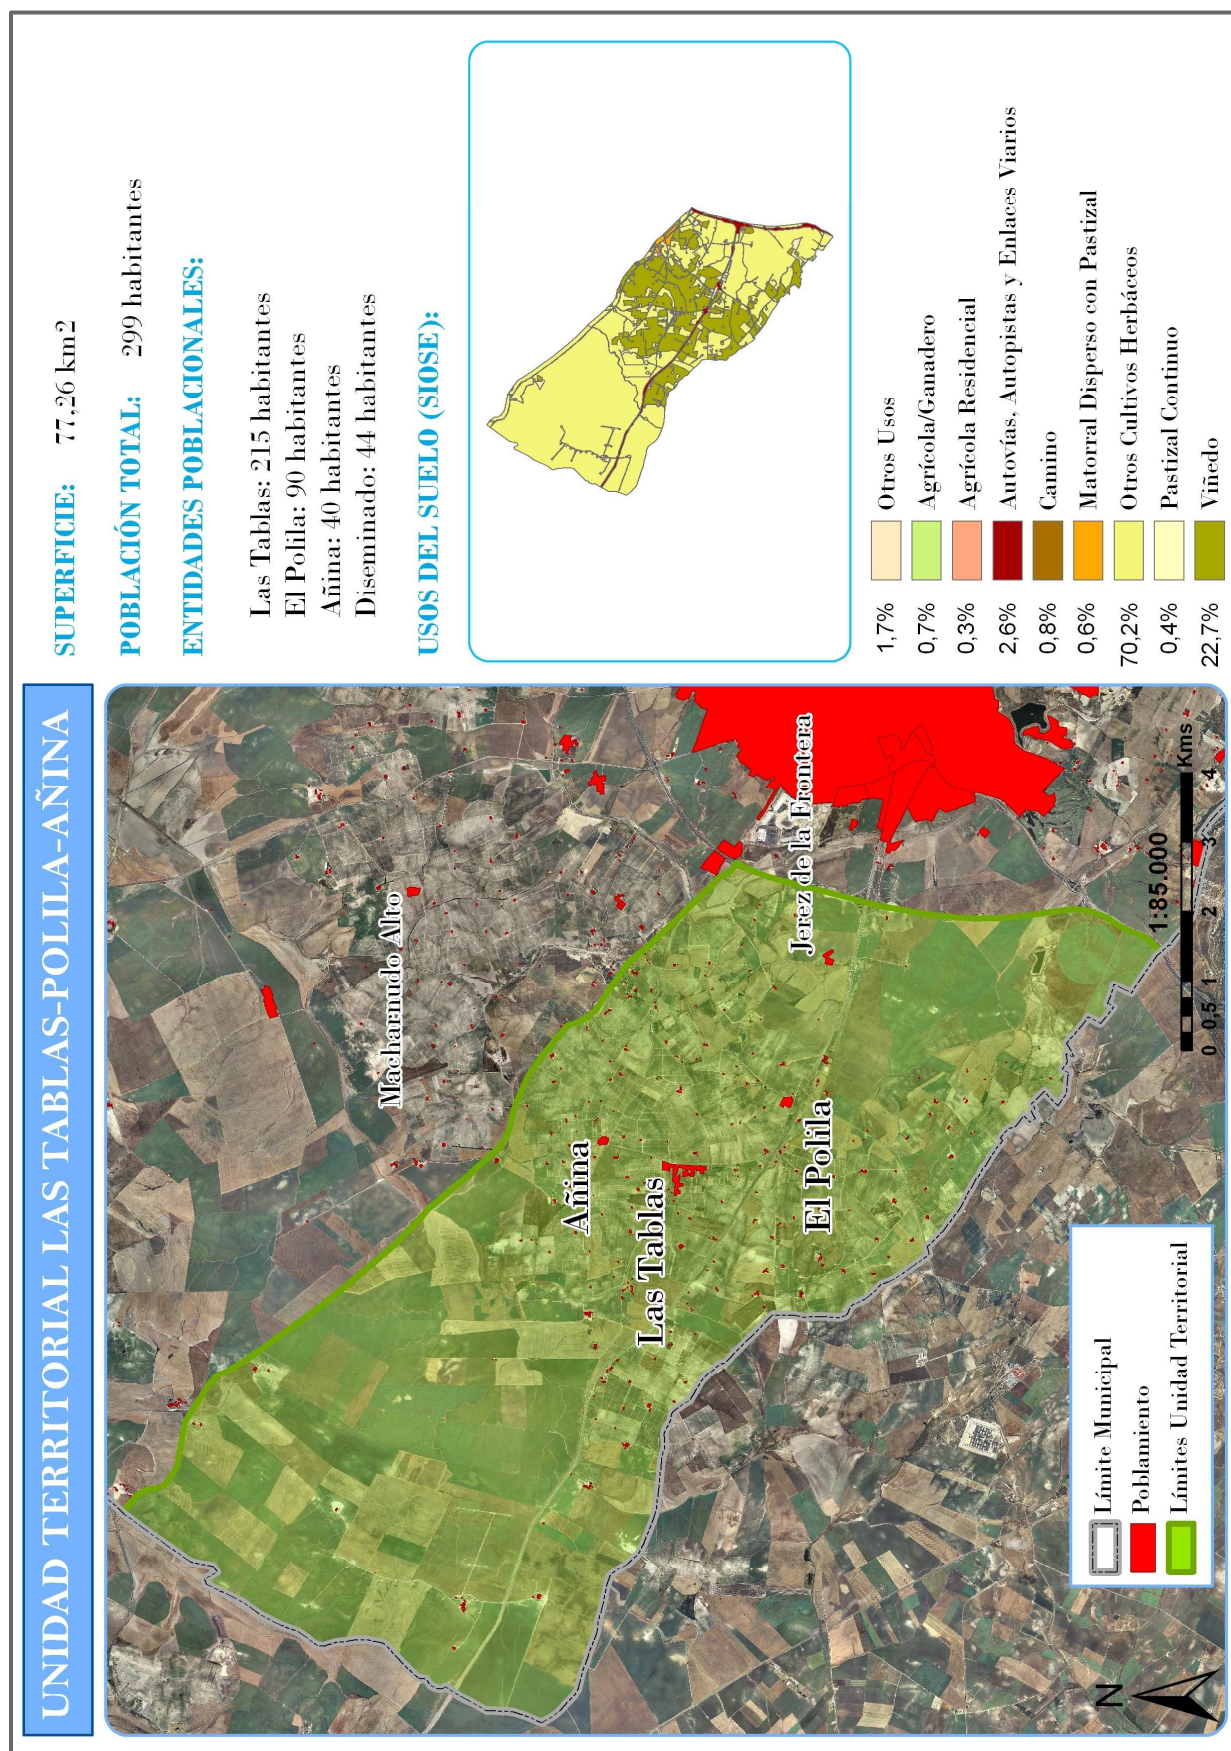 UNIDAD TERRITORIAL LAS TABLAS-POLILA-AÑINA
SUPERFICIE: 77,26 km2
POBLACIÓN TOTAL: 299 habitantes
ENTIDADES POBLACIONALES:
Las Tablas: 215 habitantes
El Polila: 90 habitantes
Añina: 40 habitantes
Diseminado: 44 habitantes
USOS DEL SUELO (SIOSE):
1,7% Otros Usos
0,7% Agrícola/Ganadero
0,3% Agrícola Residencial
2,6% Autovías, Autopistas y Enlaces Viarios
0,8% Camino
0,6% Matorral Disperso con Pastizal
70,2% Otros Cultivos Herbáceos
0,4% Pastizal Continuo
22,7% Viñedo
Macharnudo Alto
Añina
Las Tablas
El Polila
Jerez de la Frontera
N
Límite Municipal
Poblamiento
Límites Unidad Territorial
1:85.000
Kms
0 0,5 1 2 3 4